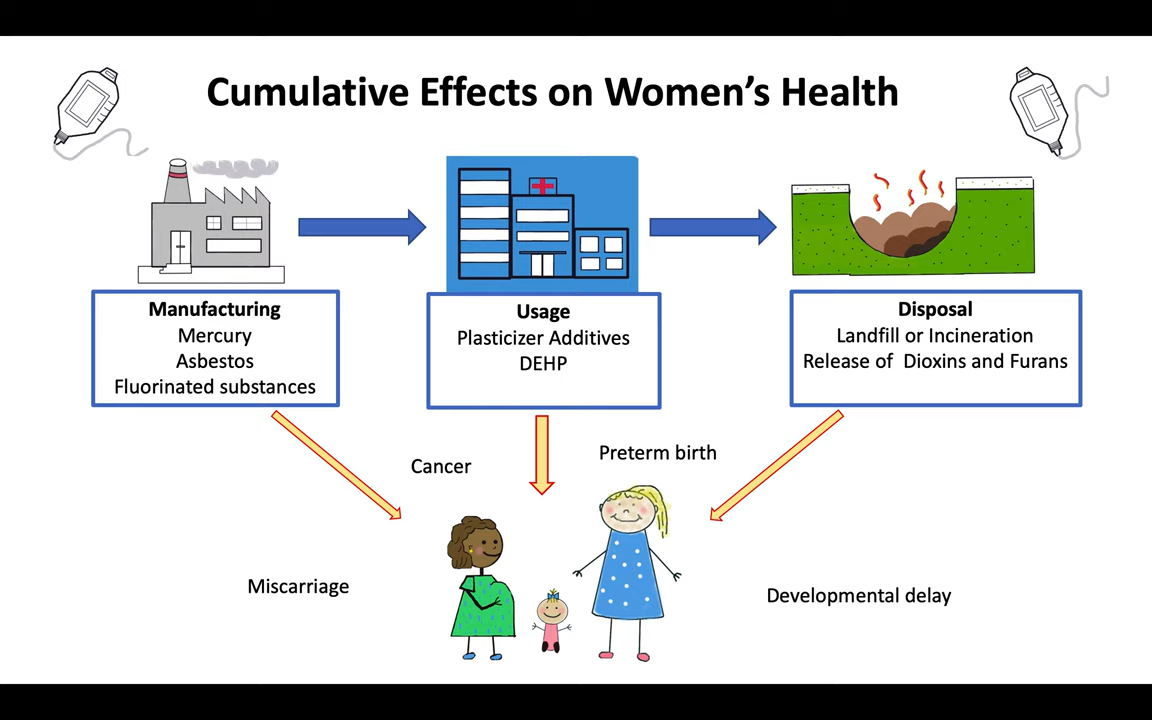 Cumulative Effects on Women's Health
Manufacturing
Mercury
Asbestos
Fluorinated substances
Usage
Plasticizer Additives
DEHP
Disposal
Landfill or Incineration
Release of Dioxins and Furans
Cancer
Preterm birth
Miscarriage
Developmental delay